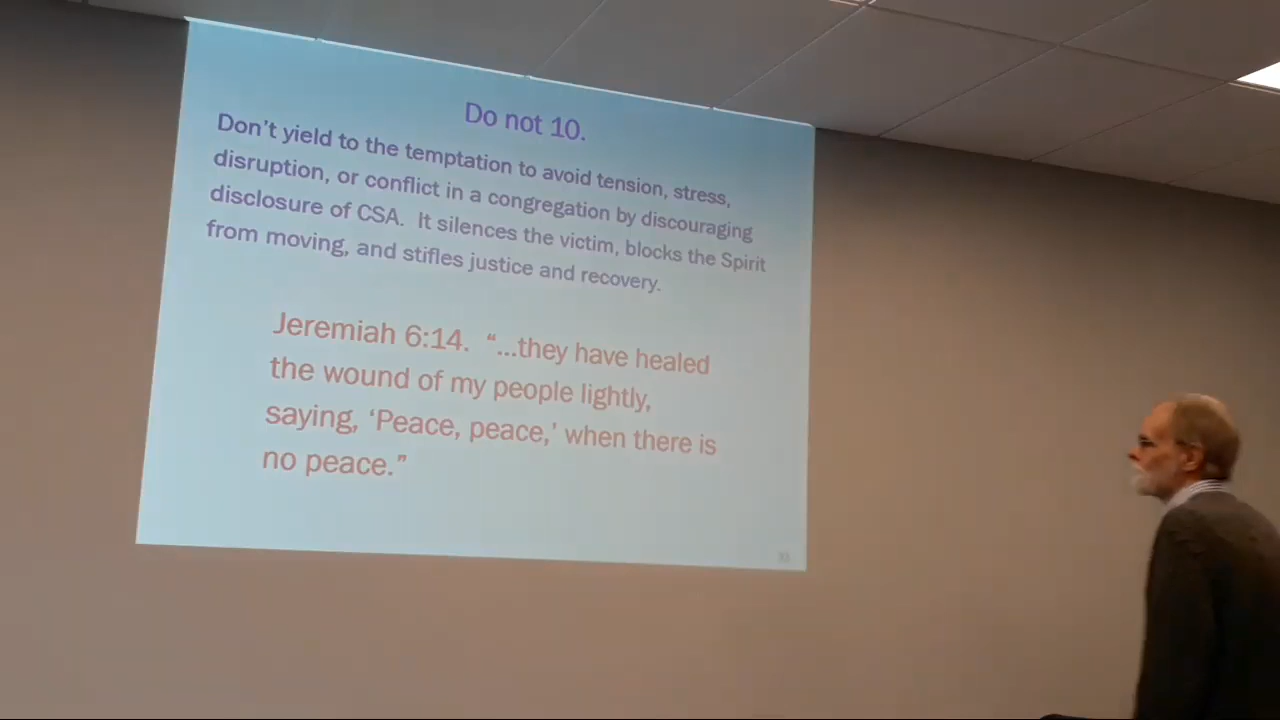 Do not 10.
Don't yield to the temptation to avoid tension, stress,
disruption, or conflict in a congregation by discouraging
disclosure of CSA.  It silences the victim, blocks the Spirit
from moving, and stifles justice and recovery.
Jeremiah 6:14.  “...they have healed
the wound of my people lightly,
saying, ‘Peace, peace,’ when there is
no peace.”